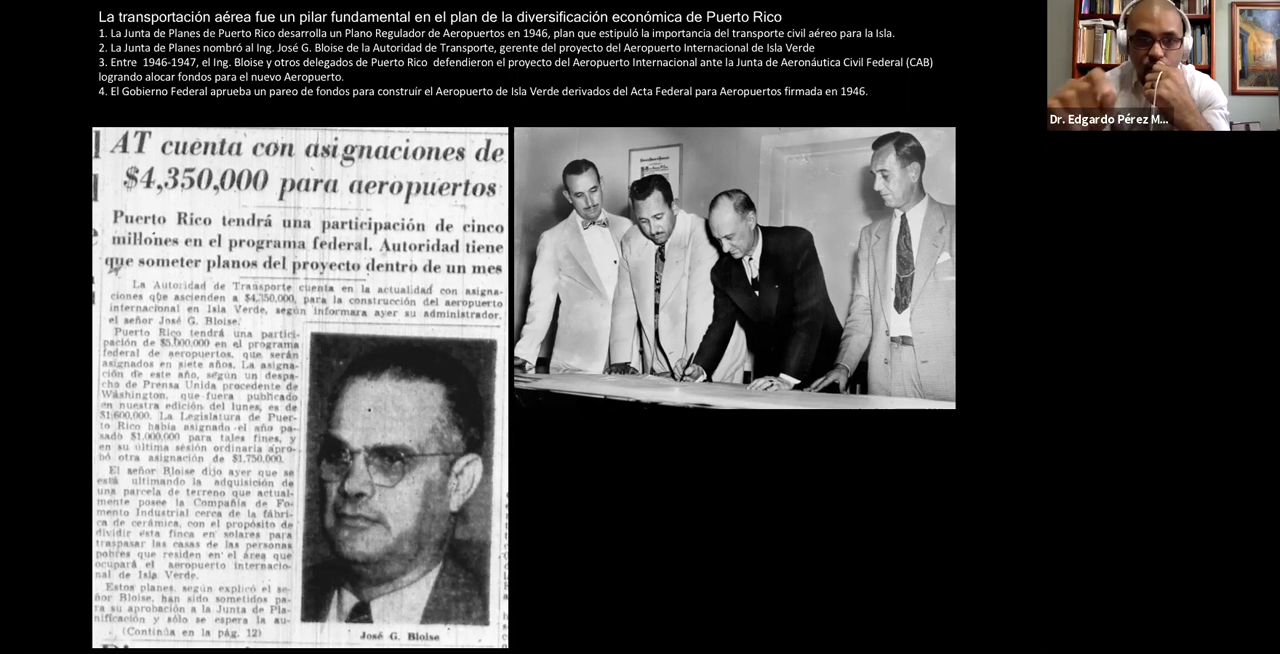 La transportación aérea fue un pilar fundamental en el plan de la diversificación económica de Puerto Rico
1. La Junta de Planes de Puerto Rico desarrolla un Plano Regulador de Aeropuertos en 1946, plan que estipuló la importancia del transporte civil aéreo para la Isla.
2. La Junta de Planes nombró al Ing. José G. Bloise de la Autoridad de Transporte, gerente del proyecto del Aeropuerto Internacional de Isla Verde
3. Entre 1946-1947, el Ing. Bloise y otros delegados de Puerto Rico defendieron el proyecto del Aeropuerto Internacional ante la Junta de Aeronáutica Civil Federal (CAB)
logrando alocar fondos para el nuevo Aeropuerto.
4. El Gobierno Federal aprueba un pareo de fondos para construír el Aeropuerto de Isla Verde derivados del Acta Federal para Aeropuertos firmada en 1946.
Dr. Edgardo Pérez M...
AT cuenta con asignaciones de
$4,350,000 para aeropuertos
Puerto Rico tendrá una participación de cinco
millones en el programa federal. Autoridad tiene
que someter planos del proyecto dentro de un mes
La Autoridad de Transporte cuenta en la actualidad con asigna-
ciones que ascienden a $4,350,000, para la construcción del aeropuerto
internacional en Isla Verde, según informara ayer su administrador,
el señor José G. Bloise.
Puerto Rico tendrá una partici-
pación de $5,000,000 en el programa
federal de aeropuertos, que serán
asignados en siete años. La asigna-
ción de este año, según un despa-
cho de Prensa Unida procedente de
Wáshington, que fuera publicado
en nuestra edición del lunes, es de
$1,600,000. La Legislatura de Puer-
to Rico había asignado el año pa-
sado $1,000,000 para tales fines, y
en su última sesión ordinaria apro-
bó otra asignación de $1,750,000.
El señor Bloise dijo ayer que se
está ultimando la adquisición de
una parcela de terreno que actual-
mente posee la Compañía de Fo-
mento Industrial cerca de la fábri-
ca de cerámica, con el propósito de
dividir esta finca en solares para
traspasar las casas de las personas
pobres que residen en el área que
ocupará el aeropuerto internacio-
nal de Isla Verde.
Estos planes, según explicó el se-
ñor Bloise, han sido sometidos pa-
ra su aprobación a la Junta de Pla-
nificación y sólo se espera la au-
(Continúa en la pág. 12)
José G. Bloise